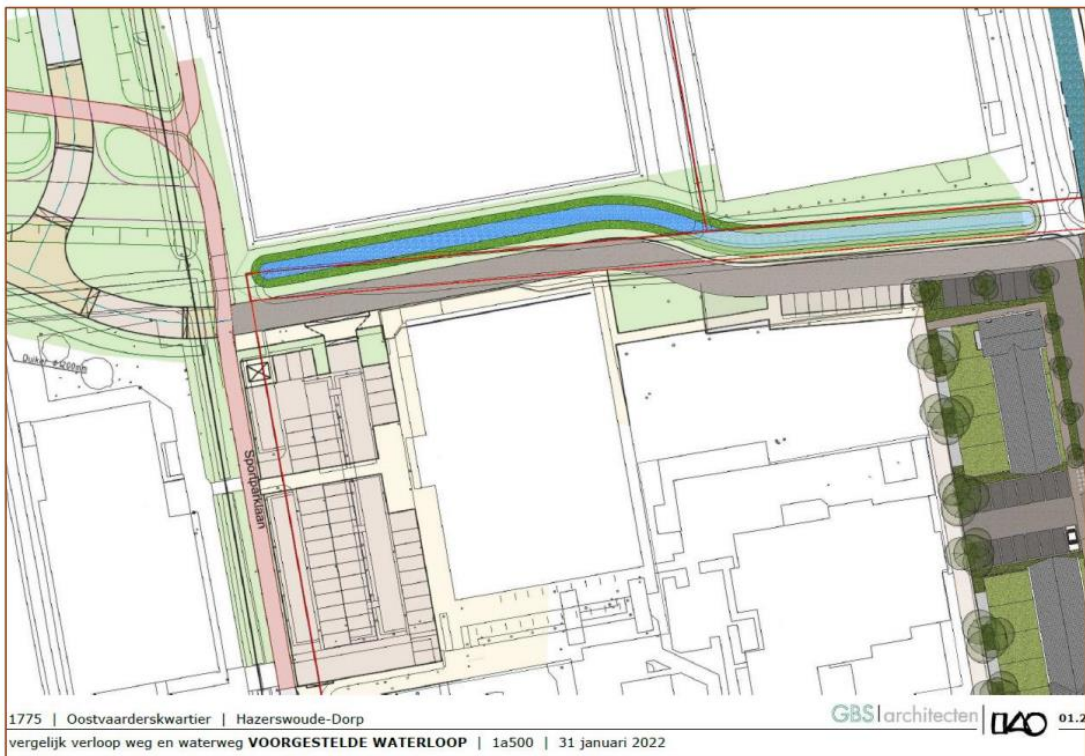 Duiker ø1200mm
Sportparklaan
1775 | Oostvaarderskwartier | Hazerswoude-Dorp
GBS|architecten
01.2
vergelijk verloop weg en waterweg VOORGESTELDE WATERLOOP | 1a500 | 31 januari 2022